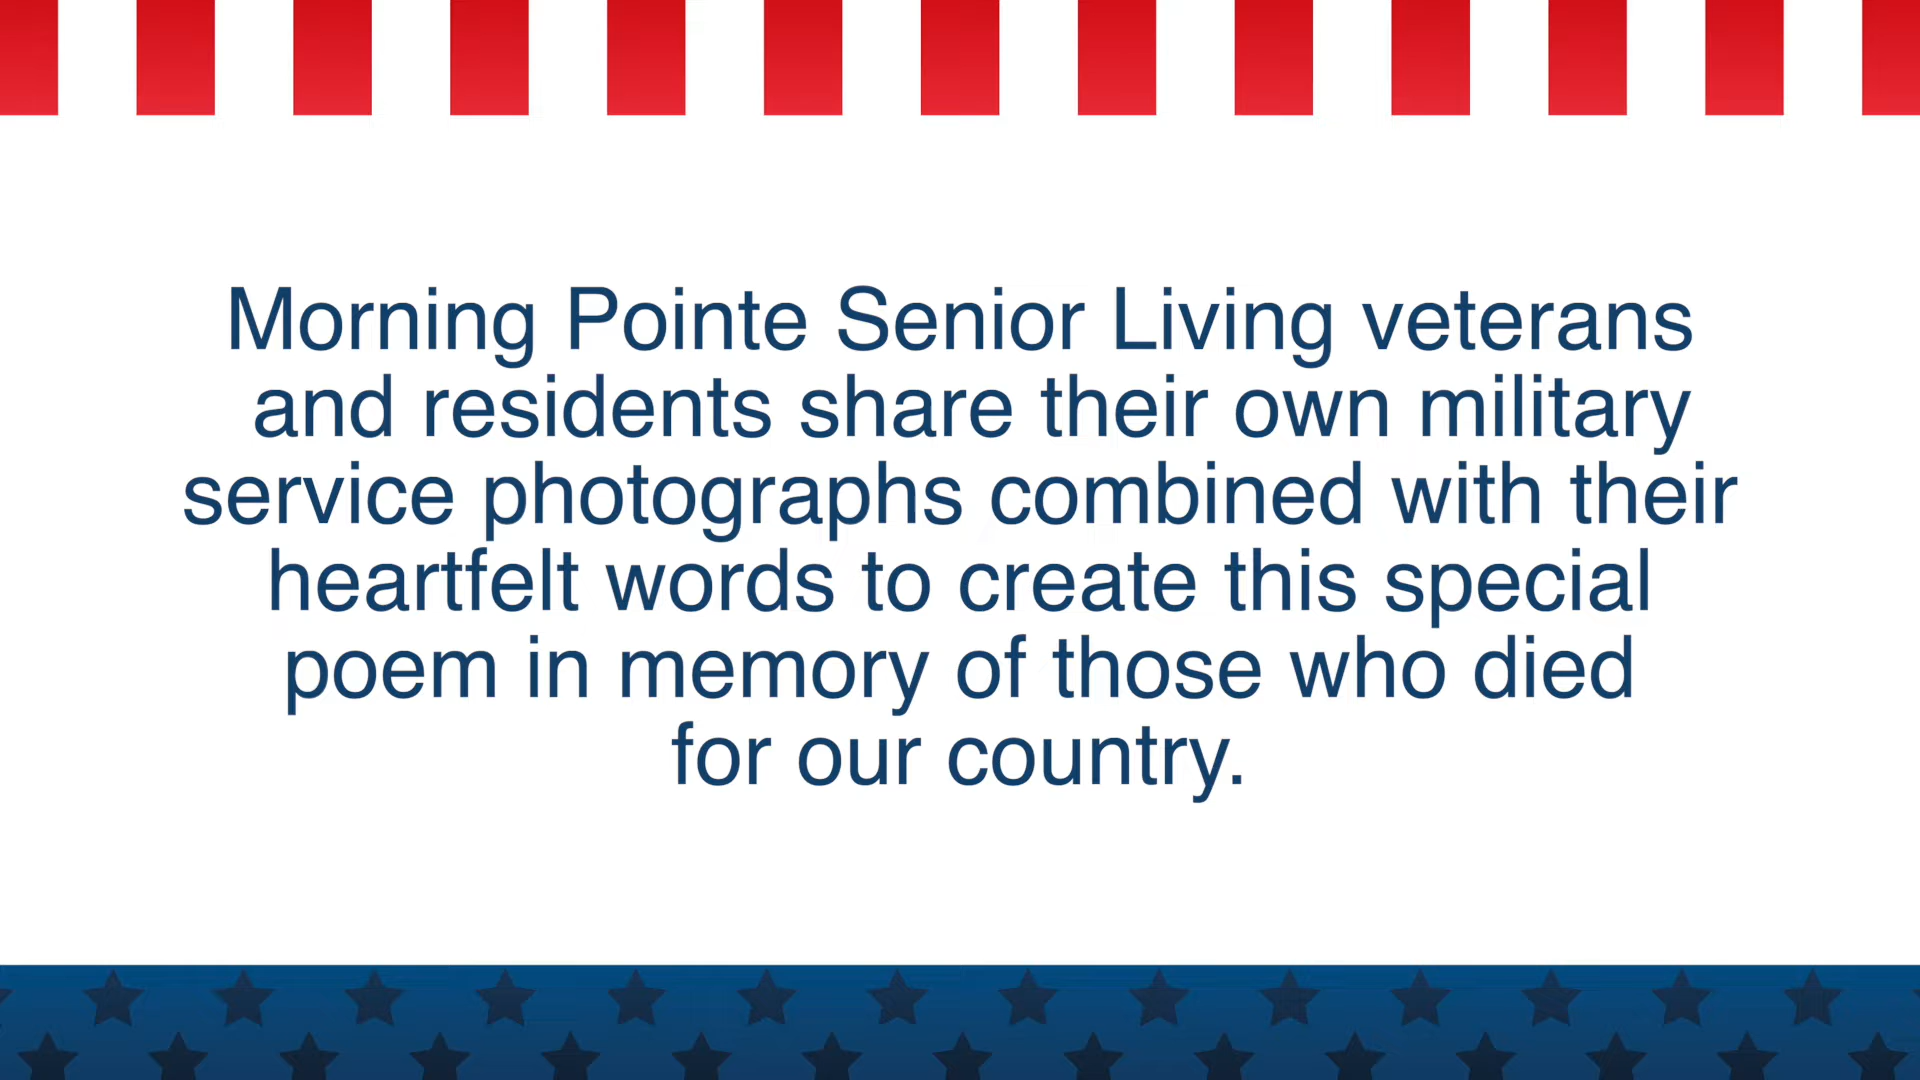 Morning Pointe Senior Living veterans
and residents share their own military
service photographs combined with their
heartfelt words to create this special
poem in memory of those who died
for our country.